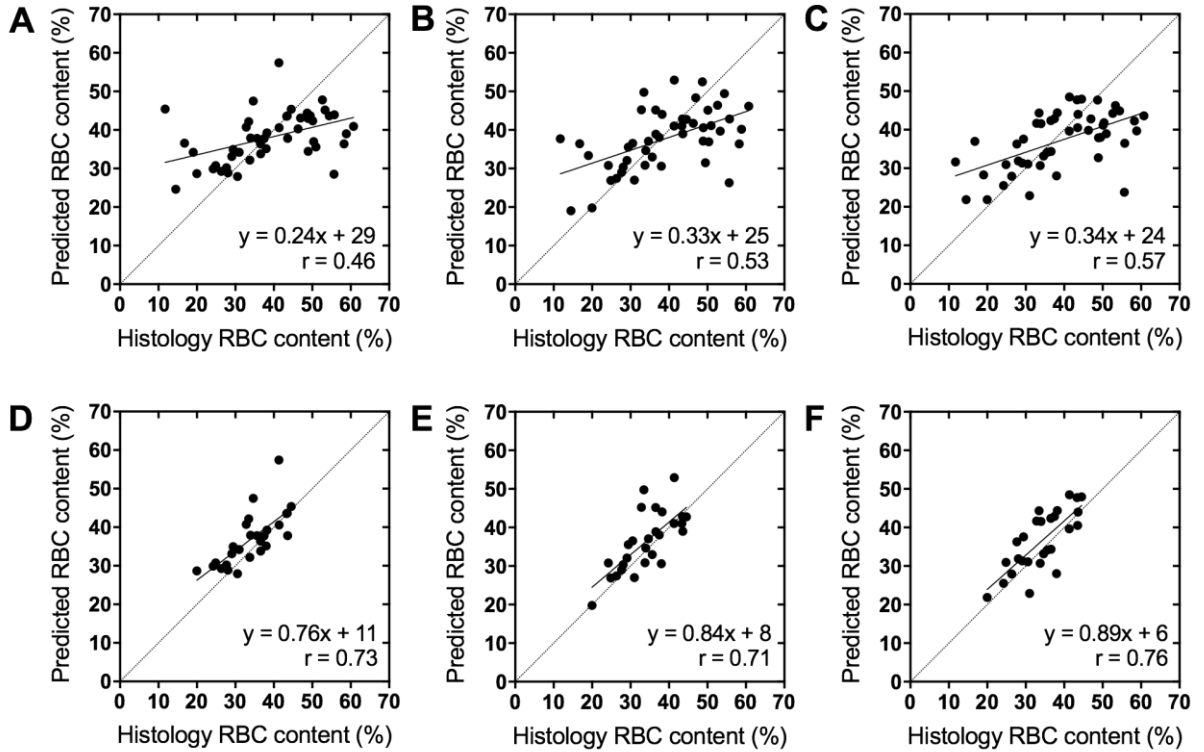 A
Predicted RBC content (%)
70
60
50
40
30
20
10
0
y = 0.24x + 29
r = 0.46
0 10 20 30 40 50 60 70
Histology RBC content (%)
B
Predicted RBC content (%)
70
60
50
40
30
20
10
0
y = 0.33x + 25
r = 0.53
0 10 20 30 40 50 60 70
Histology RBC content (%)
C
Predicted RBC content (%)
70
60
50
40
30
20
10
0
y = 0.34x + 24
r = 0.57
0 10 20 30 40 50 60 70
Histology RBC content (%)
D
Predicted RBC content (%)
70
60
50
40
30
20
10
0
y = 0.76x + 11
r = 0.73
0 10 20 30 40 50 60 70
Histology RBC content (%)
E
Predicted RBC content (%)
70
60
50
40
30
20
10
0
y = 0.84x + 8
r = 0.71
0 10 20 30 40 50 60 70
Histology RBC content (%)
F
Predicted RBC content (%)
70
60
50
40
30
20
10
0
y = 0.89x + 6
r = 0.76
0 10 20 30 40 50 60 70
Histology RBC content (%)